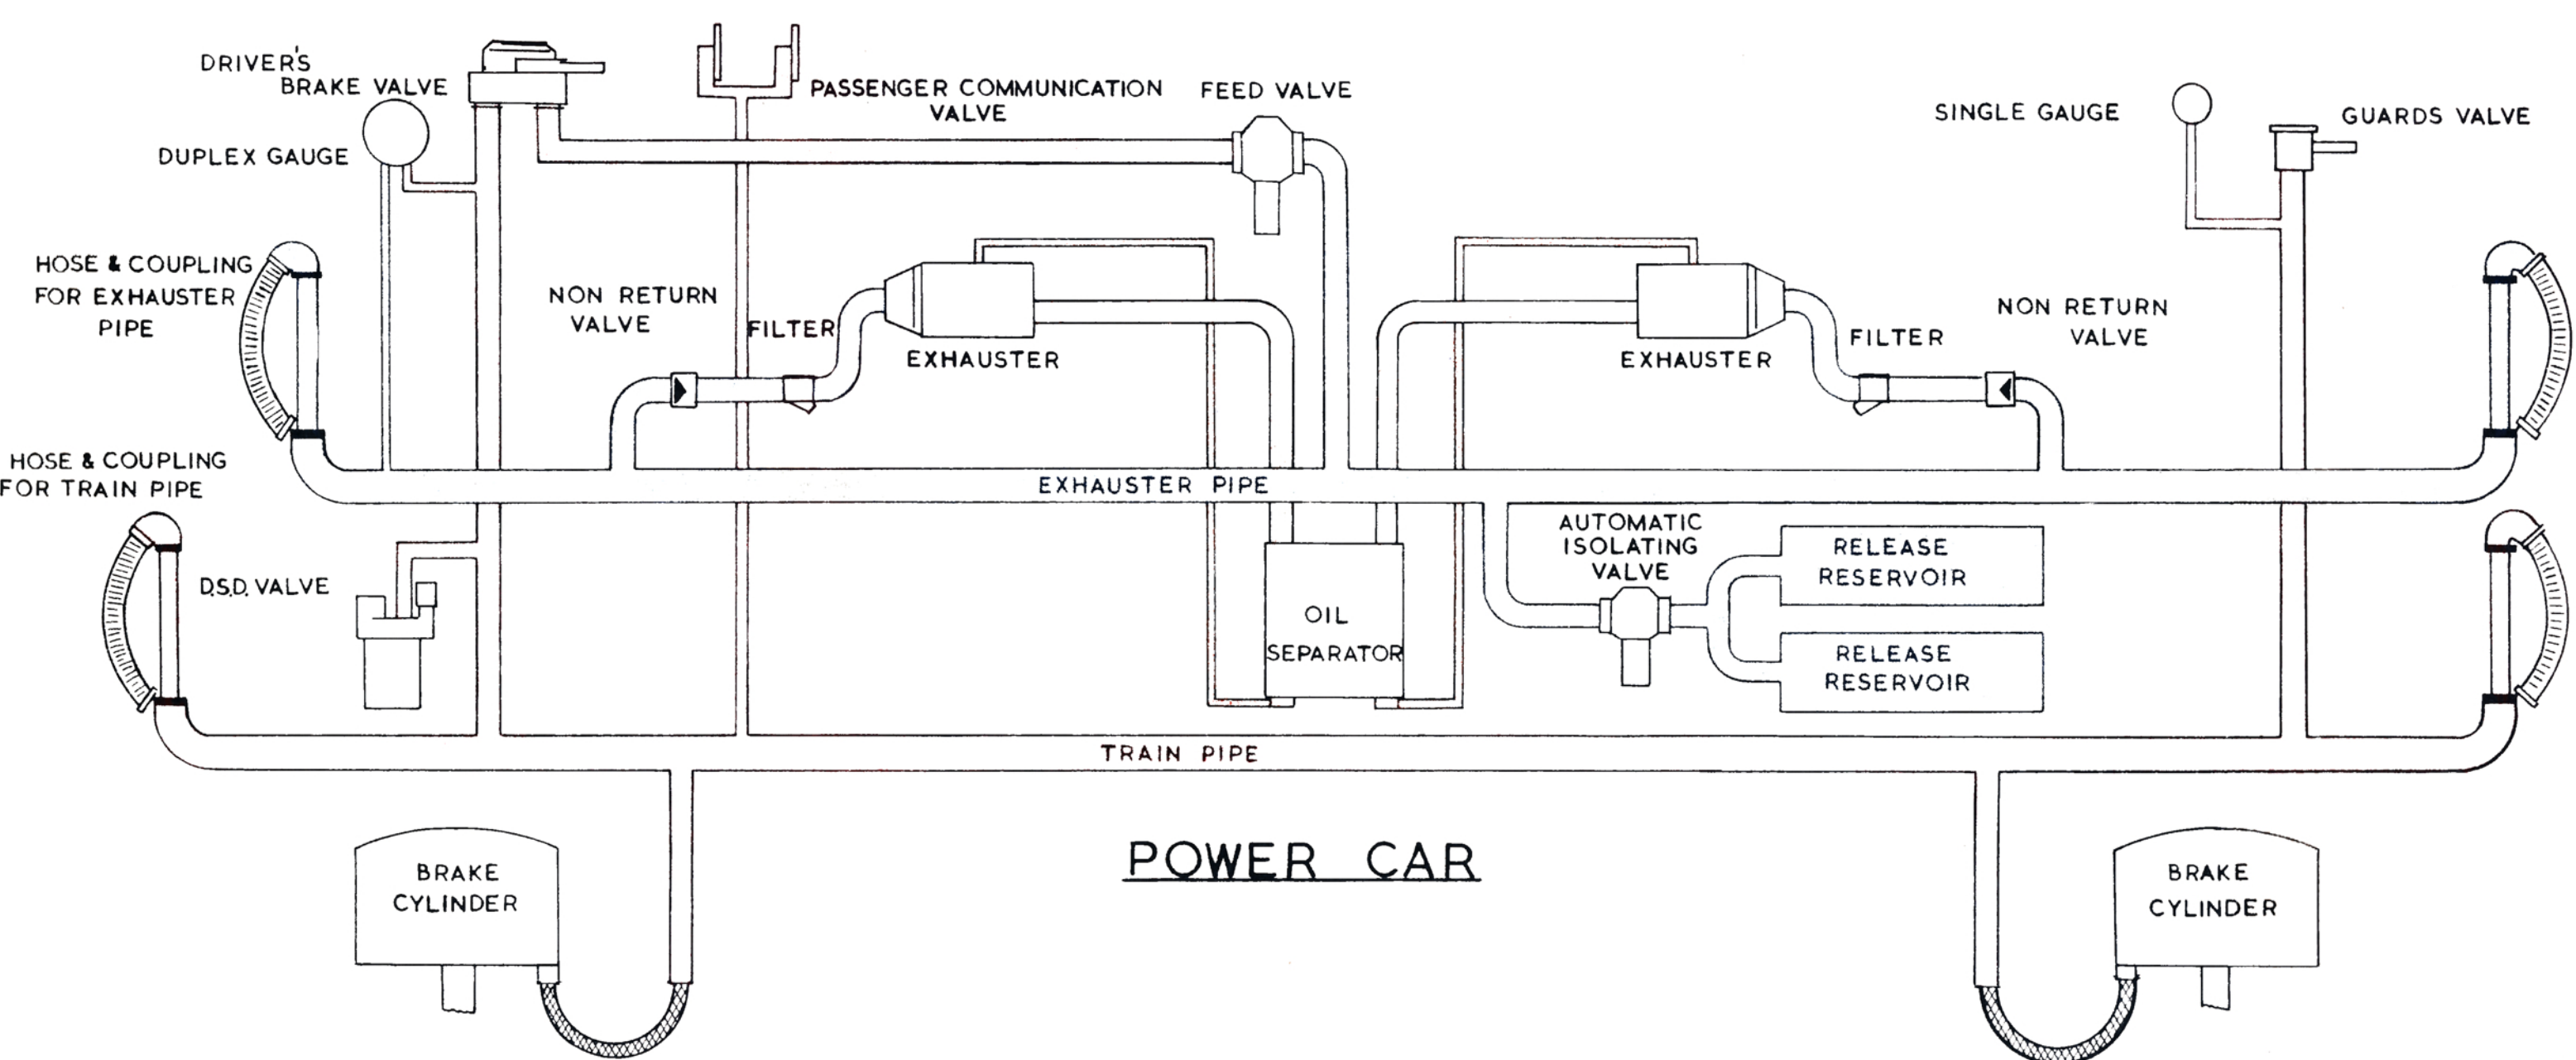 DRIVER'S
BRAKE VALVE
DUPLEX GAUGE
PASSENGER COMMUNICATION
VALVE
FEED VALVE
SINGLE GAUGE
GUARDS VALVE
HOSE & COUPLING
FOR EXHAUSTER
PIPE
NON RETURN
VALVE
FILTER
EXHAUSTER
EXHAUSTER
FILTER
NON RETURN
VALVE
HOSE & COUPLING
FOR TRAIN PIPE
EXHAUSTER PIPE
D.S.D. VALVE
OIL
SEPARATOR
AUTOMATIC
ISOLATING
VALVE
RELEASE
RESERVOIR
RELEASE
RESERVOIR
TRAIN PIPE
BRAKE
CYLINDER
POWER CAR
BRAKE
CYLINDER